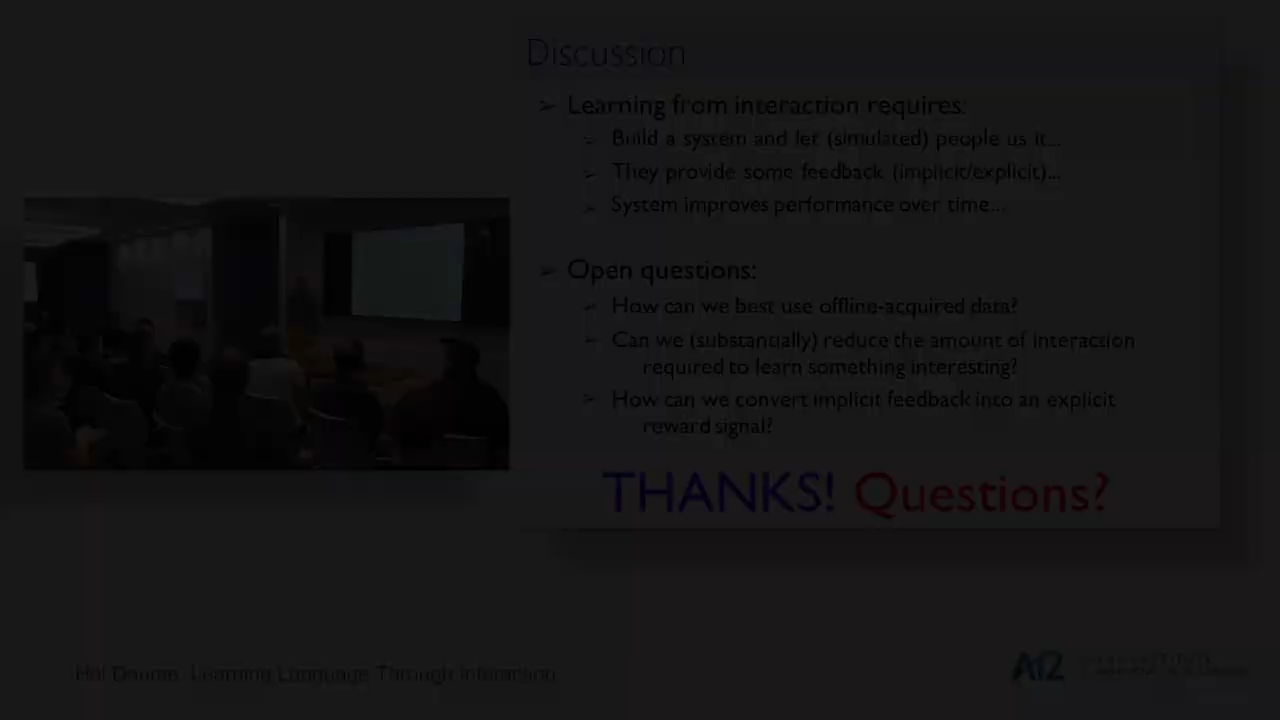 Discussion
Learning from interaction requires:
Build a system and let (simulated) people us it...
They provide some feedback (implicit/explicit)...
System improves performance over time...
Open questions:
How can we best use offline-acquired data?
Can we (substantially) reduce the amount of interaction
required to learn something interesting?
How can we convert implicit feedback into an explicit
reward signal?
THANKS! Questions?
Hal Daume, Learning Language Through Interaction
AI2